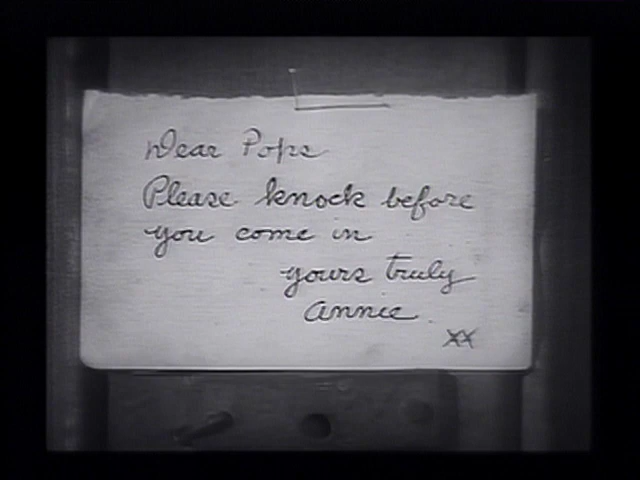 Dear Pops
Please knock before
you come in
yours truly
Annie.
xx